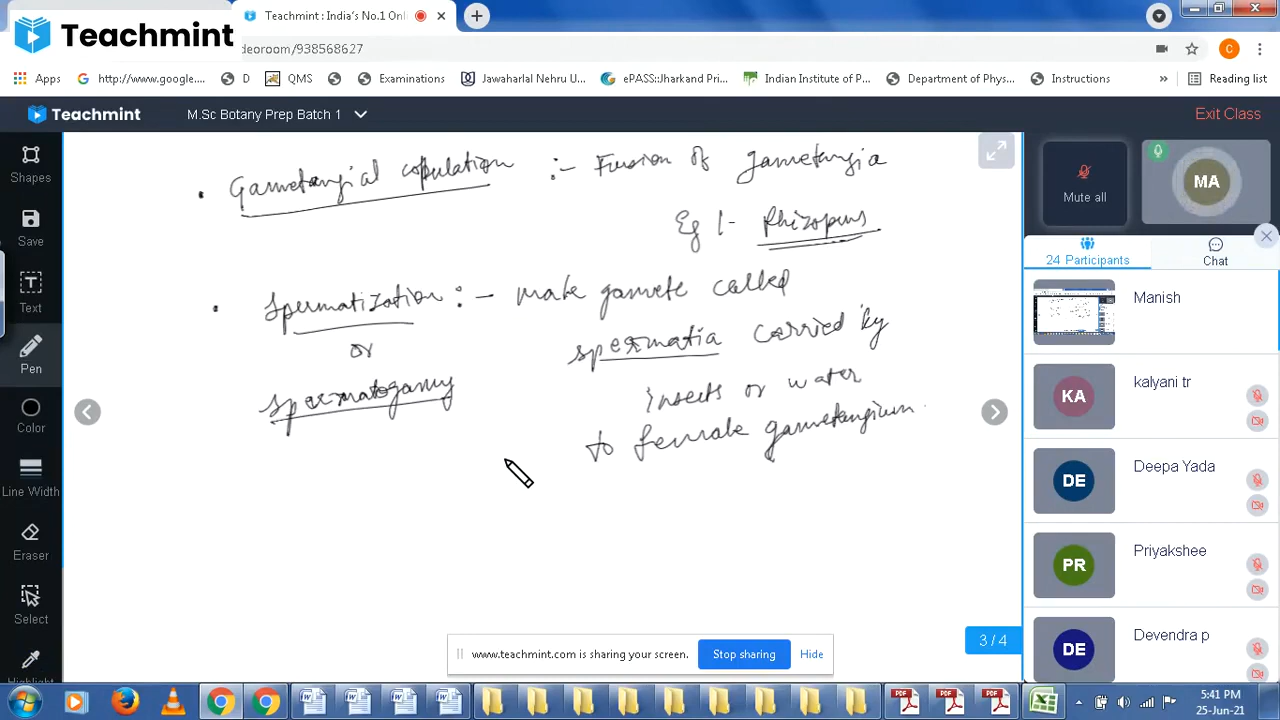 Teachmint : India's No.1 Onl
Teachmint
deoroom/938568627
C
Apps
http://www.google....
D
QMS
Examinations
Jawaharlal Nehru U...
ePASS::Jharkand Pri...
Indian Institute of P...
Department of Phys...
Instructions
»
Reading list
Teachmint
M.Sc Botany Prep Batch 1
Exit Class
Shapes
Save
Text
Pen
Color
Line Width
Eraser
Select
Highlight
Gametangial copulation :- Fusion of gametangia
Eg :- Rhizopus
Spermatization :- Male gamete called
or
spermatia carried by
Spermatogamy
insects or water
to female gametangium.
3 / 4
Mute all
MA
24 Participants
Chat
Manish
KA
kalyani tr
DE
Deepa Yada
PR
Priyakshee
DE
Devendra p
www.teachmint.com is sharing your screen.
Stop sharing
Hide
5:41 PM
25-Jun-21